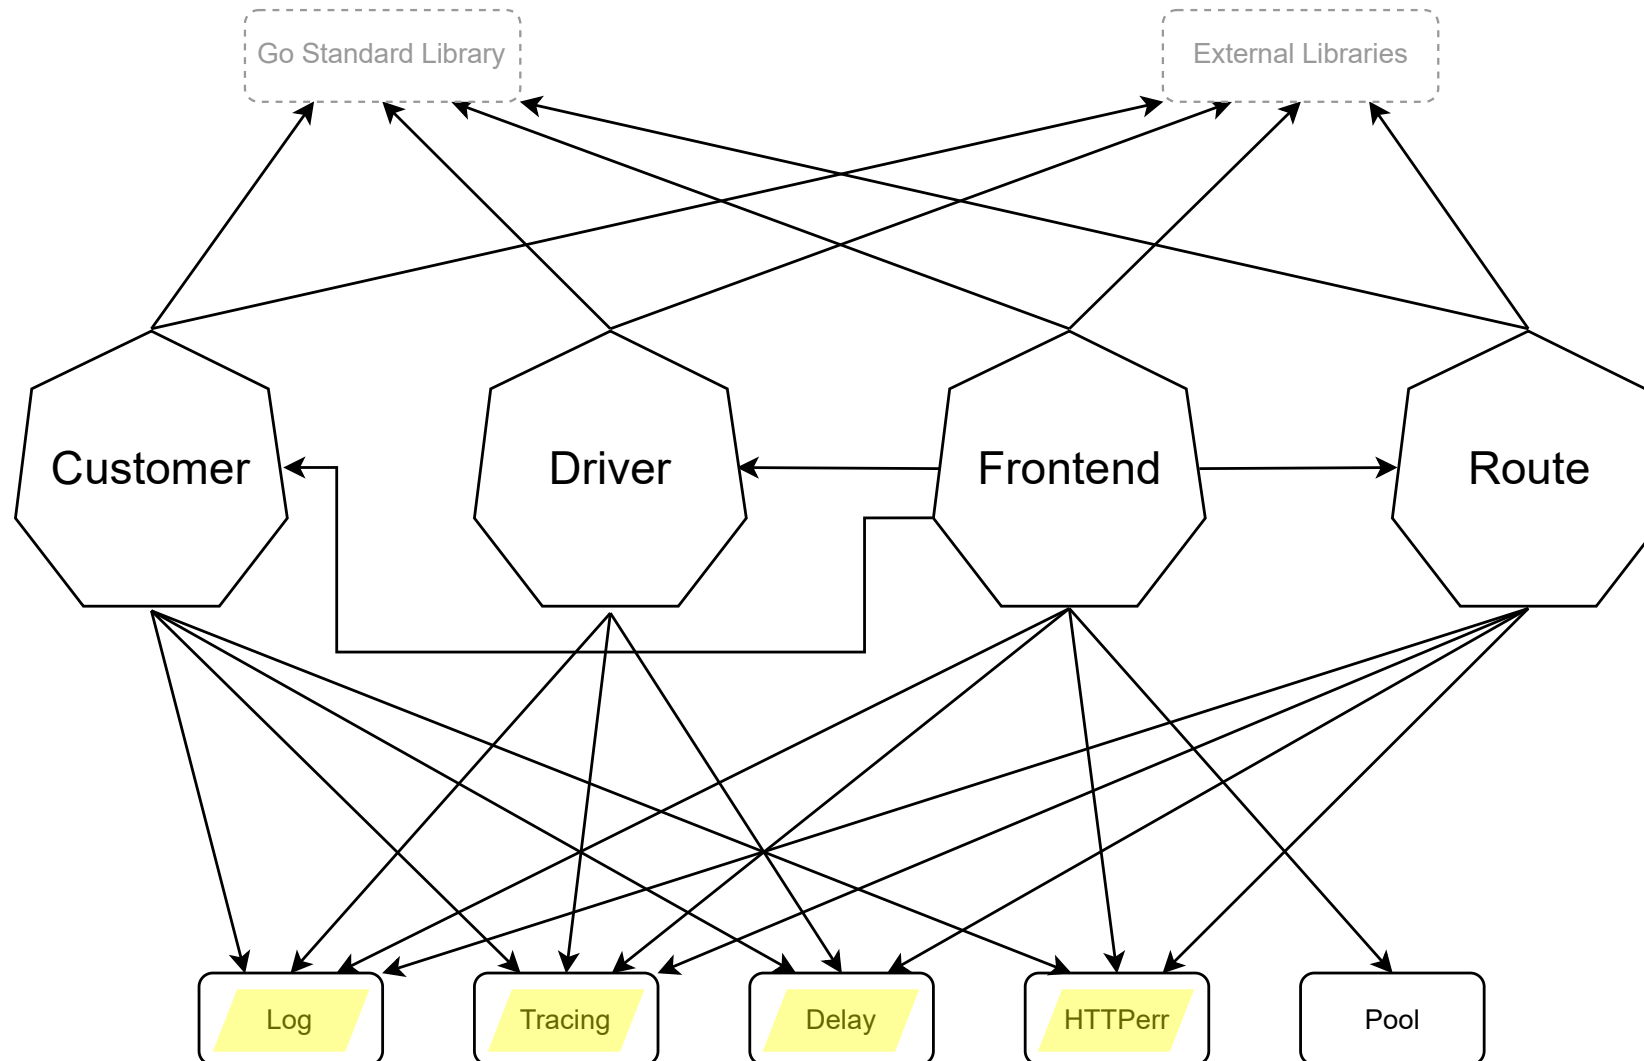 Go Standard Library
External Libraries
Customer
Driver
Frontend
Route
Log
Tracing
Delay
HTTPerr
Pool